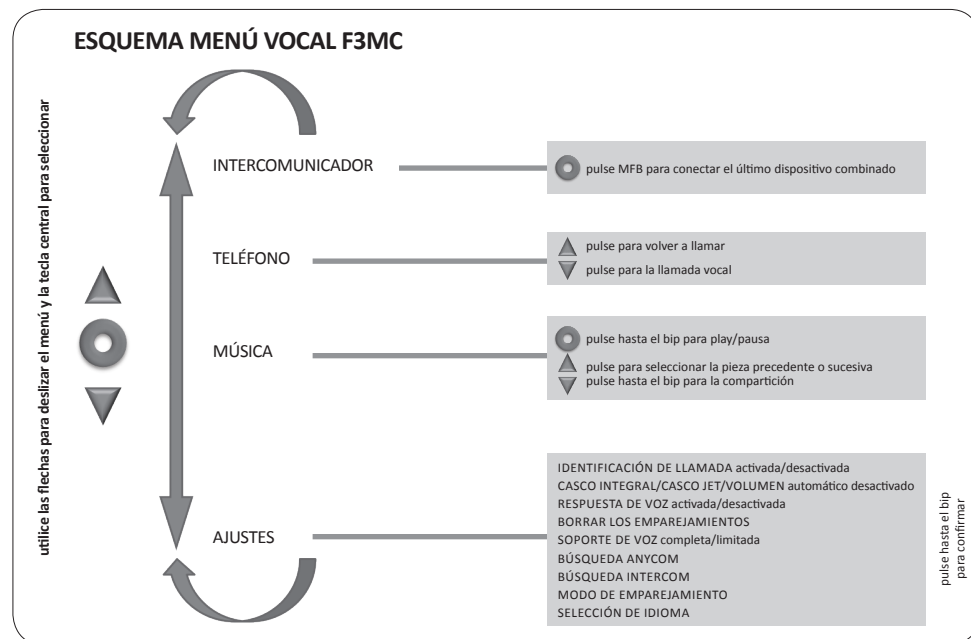 ESQUEMA MENÚ VOCAL F3MC
utilice las flechas para deslizar el menú y la tecla central para seleccionar
INTERCOMUNICADOR
pulse MFB para conectar el último dispositivo combinado
TELÉFONO
pulse para volver a llamar
pulse para la llamada vocal
MÚSICA
pulse hasta el bip para play/pausa
pulse para seleccionar la pieza precedente o sucesiva
pulse hasta el bip para la compartición
AJUSTES
IDENTIFICACIÓN DE LLAMADA activada/desactivada
CASCO INTEGRAL/CASCO JET/VOLUMEN automático desactivado
RESPUESTA DE VOZ activada/desactivada
BORRAR LOS EMPAREJAMIENTOS
SOPORTE DE VOZ completa/limitada
BÚSQUEDA ANYCOM
BÚSQUEDA INTERCOM
MODO DE EMPAREJAMIENTO
SELECCIÓN DE IDIOMA
pulse hasta el bip
para confirmar